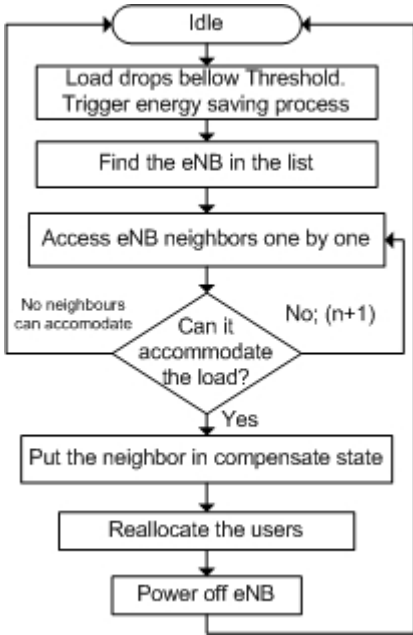 Idle
Load drops bellow Threshold.
Trigger energy saving process
Find the eNB in the list
Access eNB neighbors one by one
No neighbours
can accomodate
No; (n+1)
Can it
accommodate
the load?
Yes
Put the neighbor in compensate state
Reallocate the users
Power off eNB